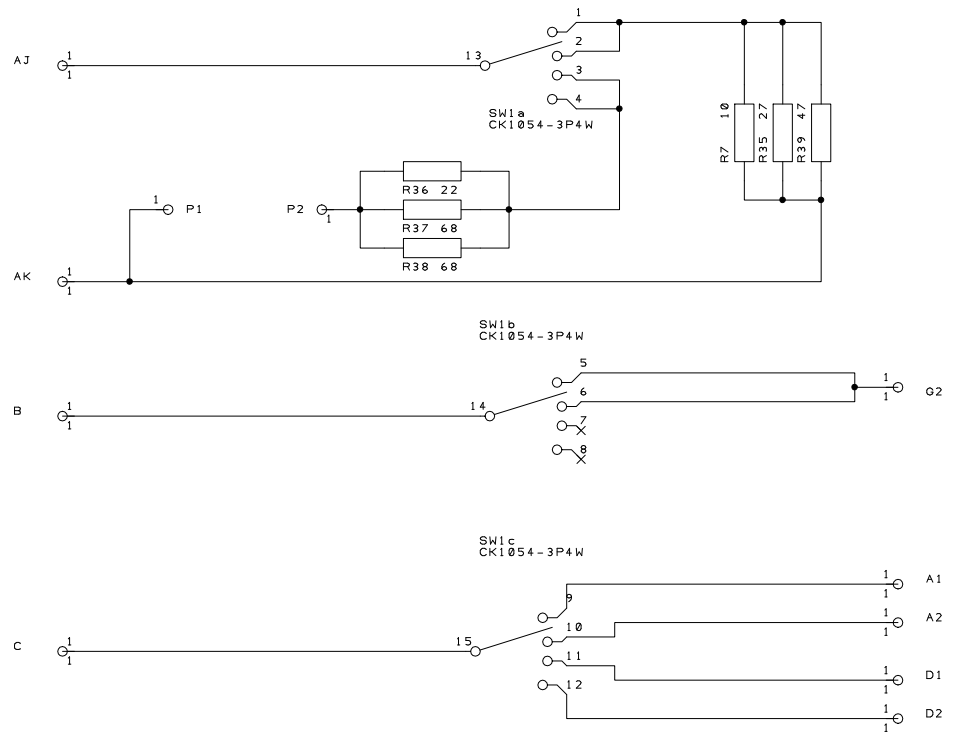 1
AJ
1
13
2
1
3
4
SW1a
CK1054-3P4W
R7 10
R35 27
R39 47
R36 22
1
P1
P2
1
R37 68
R38 68
AK
1
1
SW1b
CK1054-3P4W
5
1
6
1
G2
B
1
14
1
7
8
SW1c
CK1054-3P4W
1
A1
1
9
1
A2
10
1
C
1
15
1
11
1
D1
12
1
1
D2
1